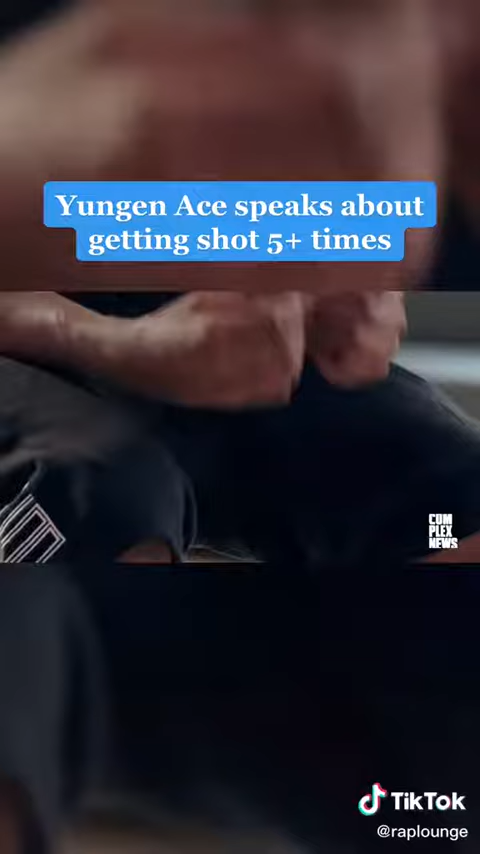 Yungen Ace speaks about
getting shot 5+ times
COM
PLEX
NEWS
TikTok
@raplounge